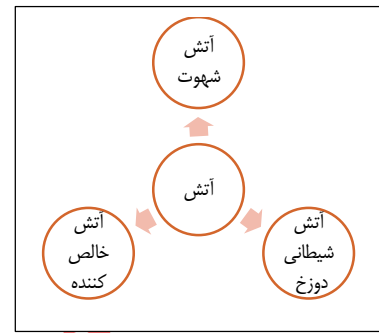 آتش
شهوت
آتش
آتش
شیطانی
دوزخ
آتش
خالص
کننده